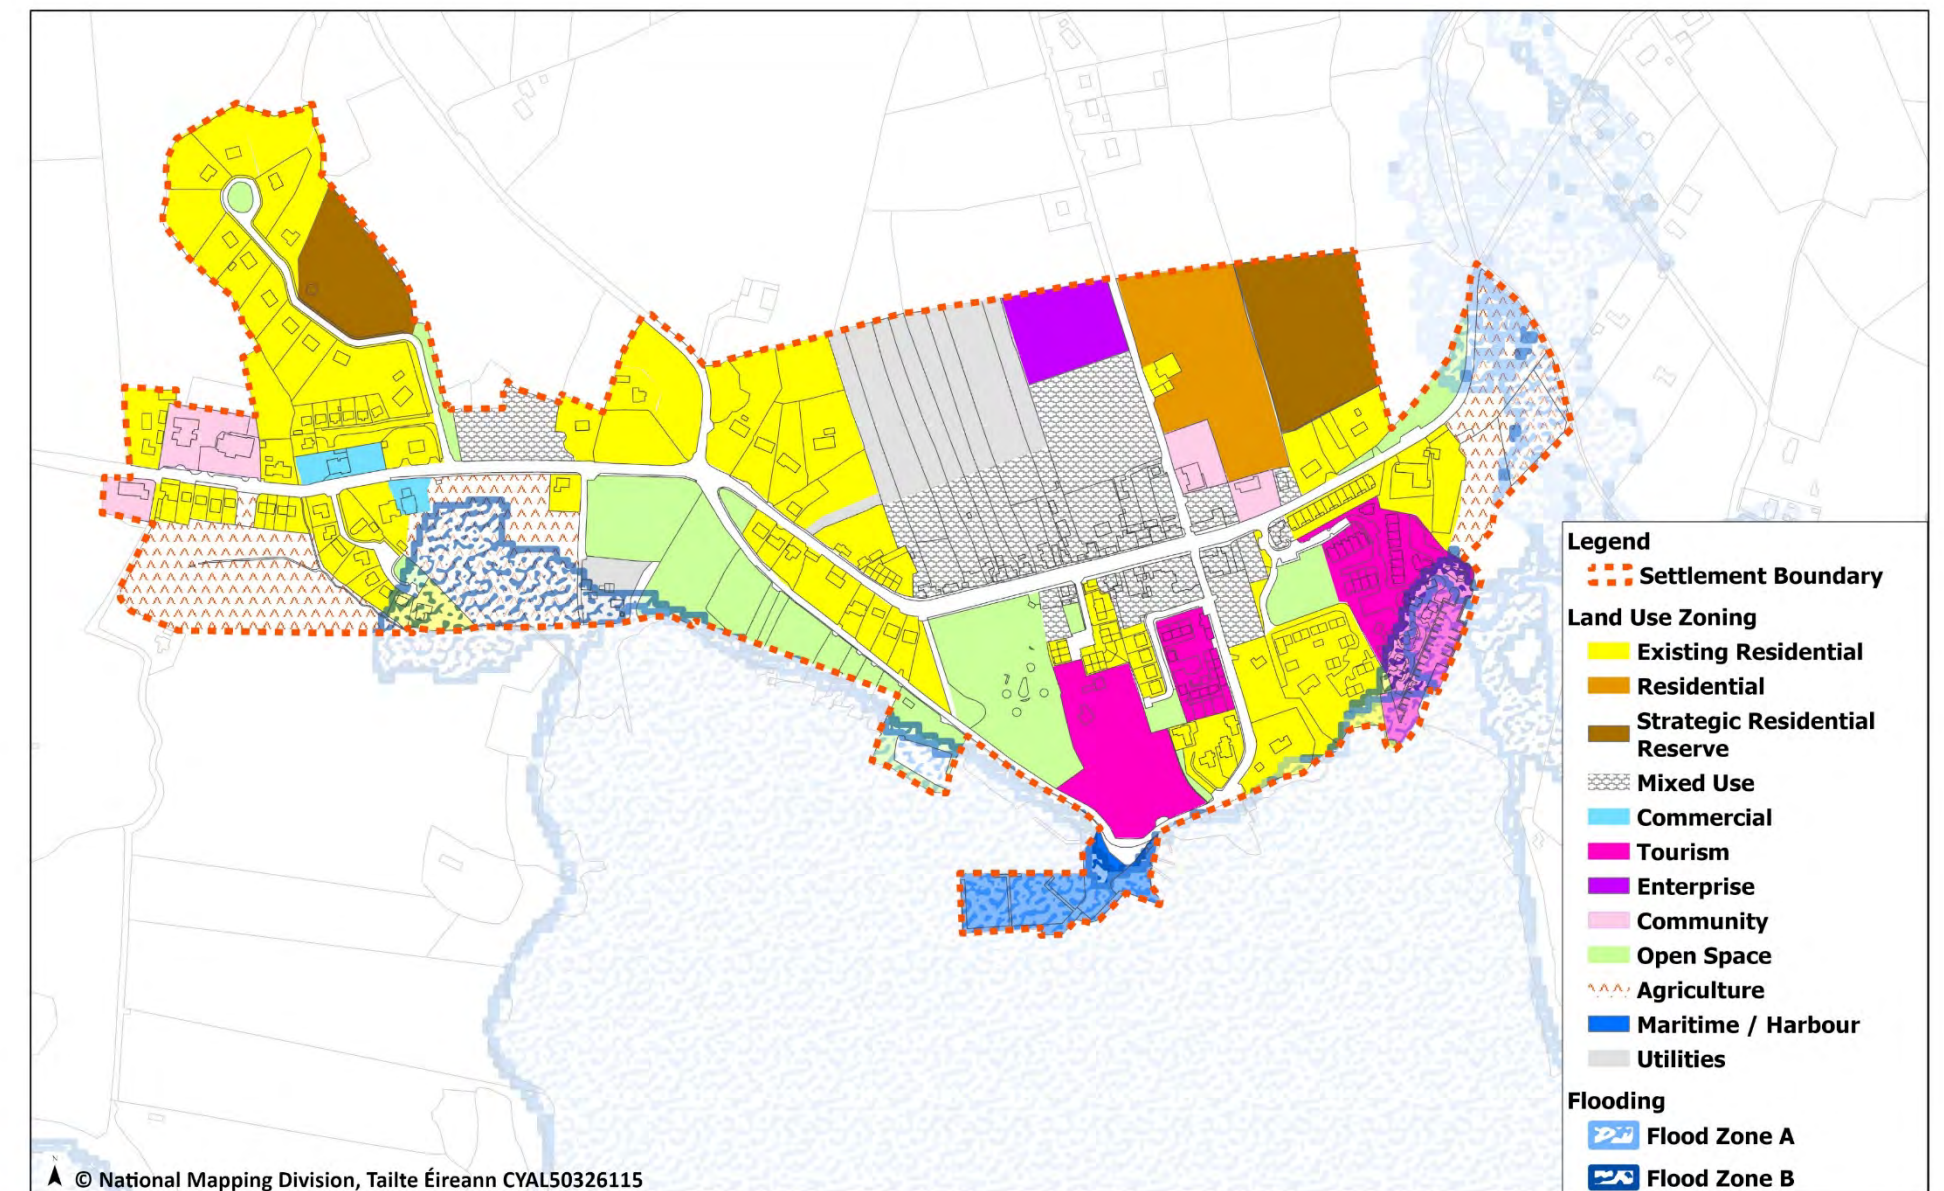 Legend
Settlement Boundary
Land Use Zoning
Existing Residential
Residential
Strategic Residential
Reserve
Mixed Use
Commercial
Tourism
Enterprise
Community
Open Space
Agriculture
Maritime / Harbour
Utilities
Flooding
Flood Zone A
Flood Zone B
N
© National Mapping Division, Tailte Éireann CYAL50326115